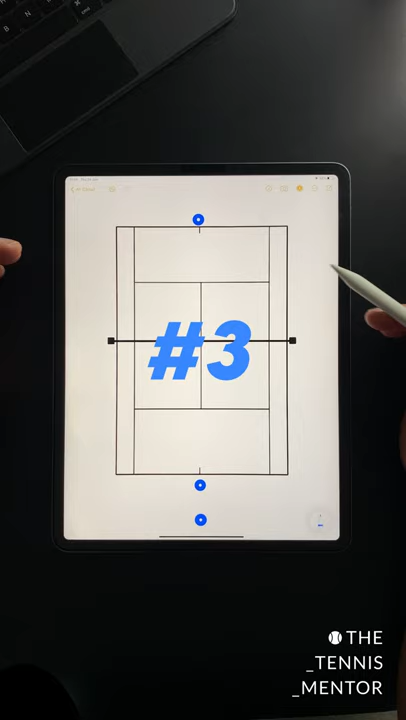 #3
THE
_TENNIS
_MENTOR